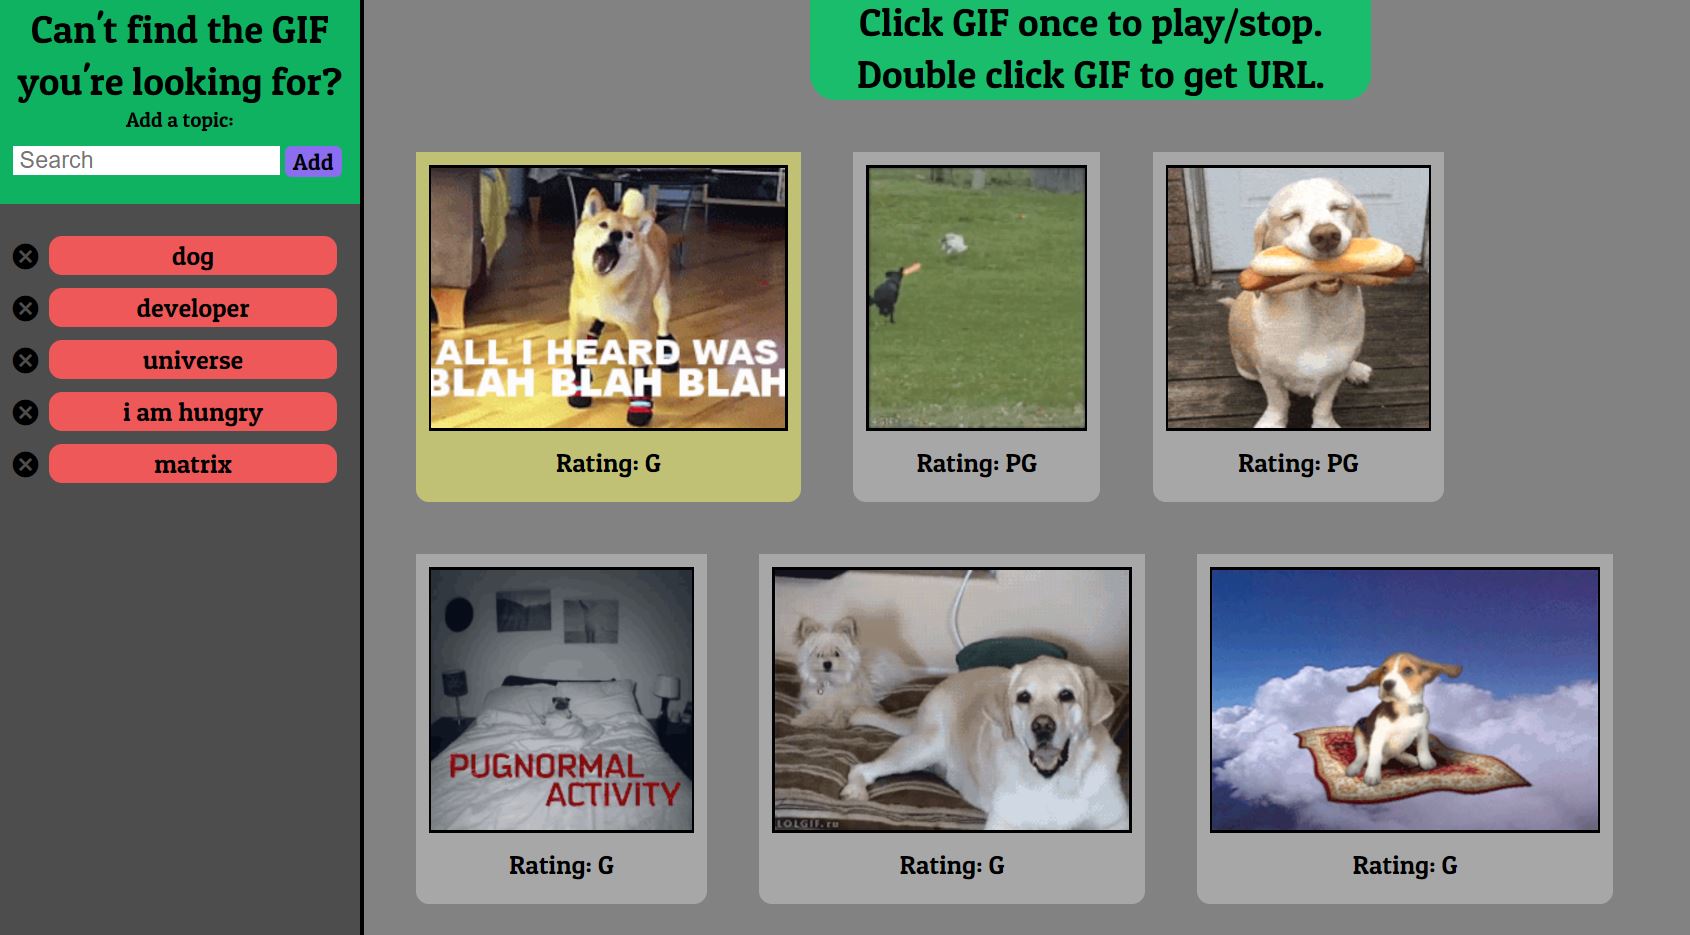 Can't find the GIF
you're looking for?
Add a topic:
Search
Add
dog
developer
universe
i am hungry
matrix
Click GIF once to play/stop.
Double click GIF to get URL.
ALL I HEARD WAS
BLAH BLAH BLAH
Rating: G
Rating: PG
Rating: PG
PUGNORMAL
ACTIVITY
Rating: G
LOLGIF.ru
Rating: G
Rating: G